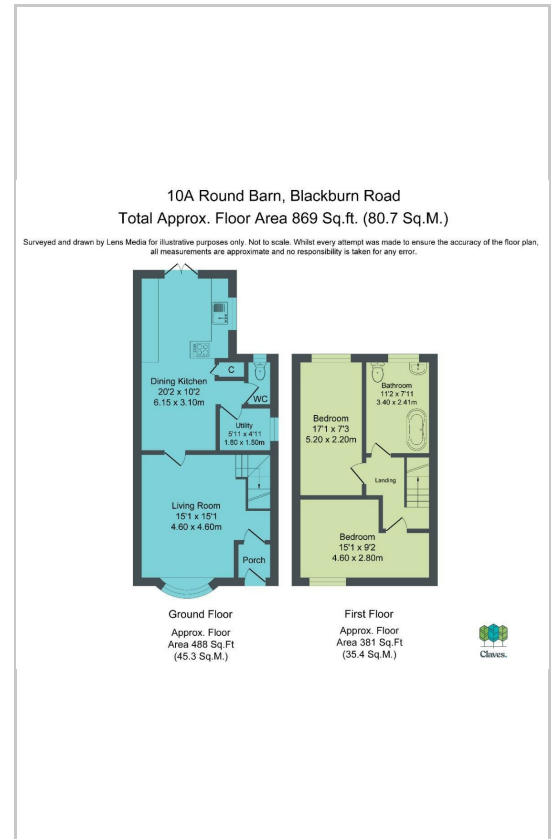 10A Round Barn, Blackburn Road
Total Approx. Floor Area 869 Sq.ft. (80.7 Sq.M.)
Surveyed and drawn by Lens Media for illustrative purposes only. Not to scale. Whilst every attempt was made to ensure the accuracy of the floor plan,
all measurements are approximate and no responsibility is taken for any error.
C
WC
Dining Kitchen
20'2 x 10'2
6.15 x 3.10m
Utility
5'11 x 4'11
1.80 x 1.50m
Living Room
15'1 x 15'1
4.60 x 4.60m
Porch
Ground Floor
Approx. Floor
Area 488 Sq.Ft
(45.3 Sq.M.)
Bathroom
11'2 x 7'11
3.40 x 2.41m
Bedroom
17'1 x 7'3
5.20 x 2.20m
Landing
Bedroom
15'1 x 9'2
4.60 x 2.80m
First Floor
Approx. Floor
Area 381 Sq.Ft
(35.4 Sq.M.)
Claves.